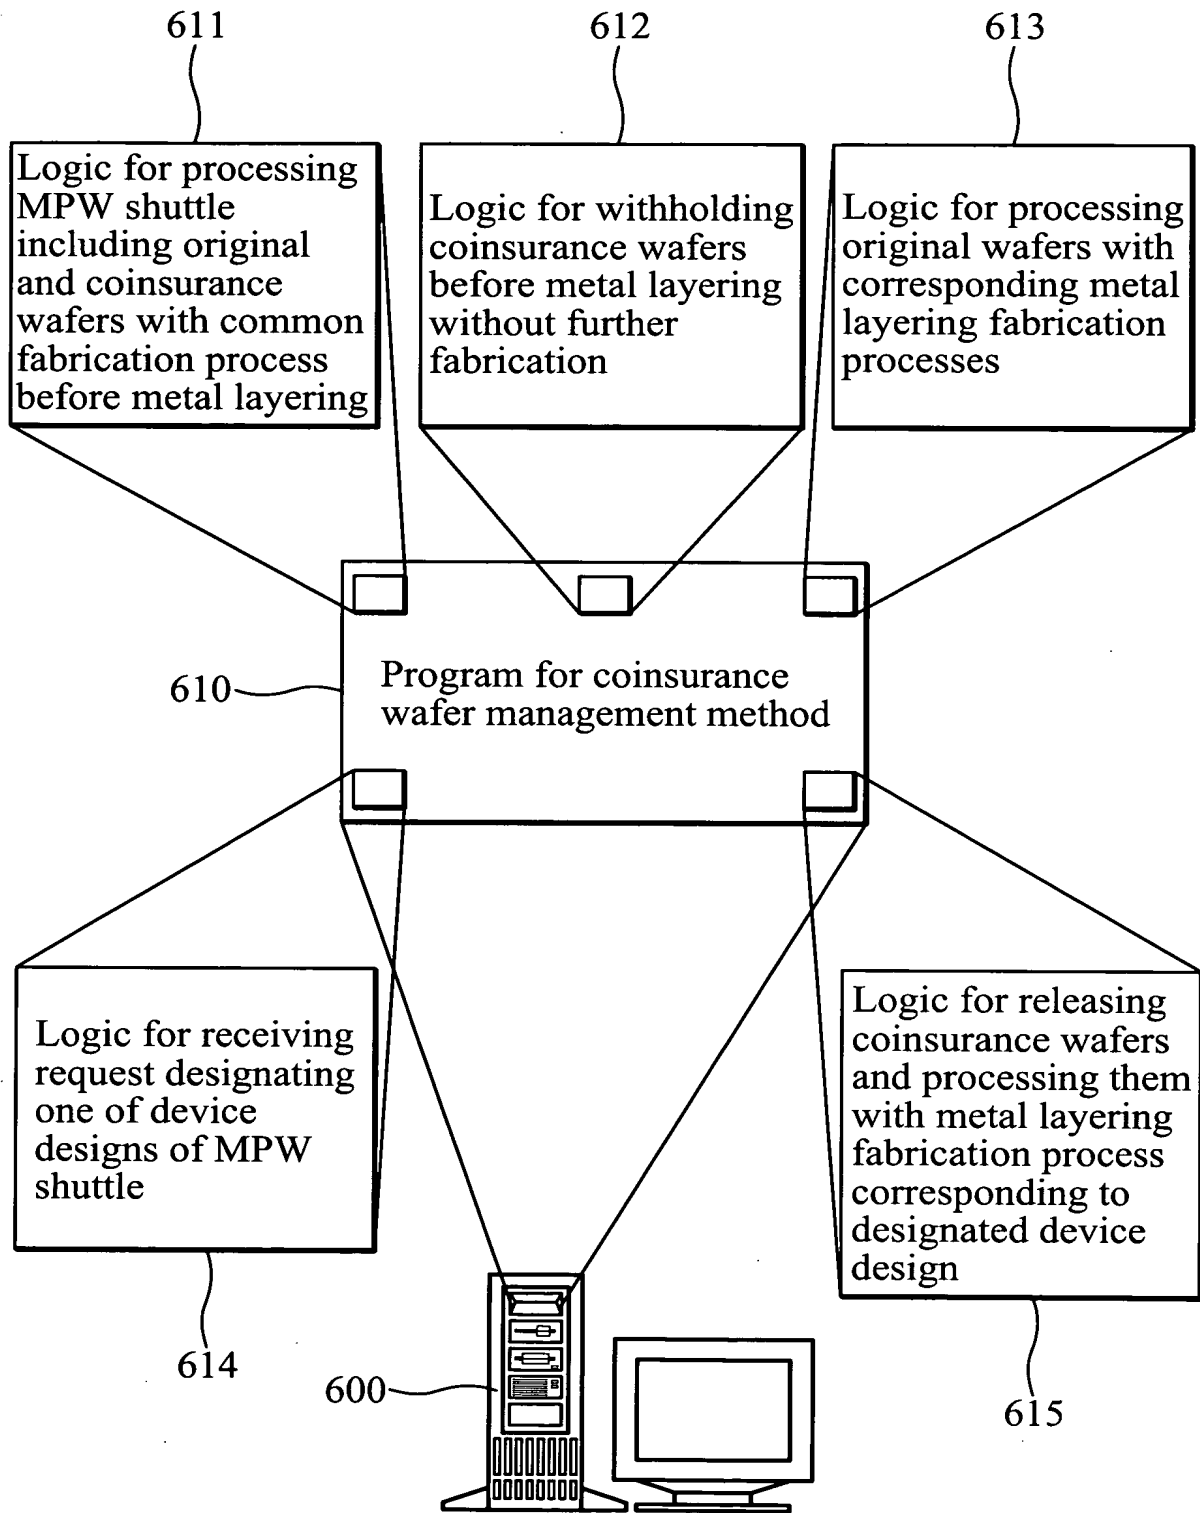 611
612
613
Logic for processing
MPW shuttle
including original
and coinsurance
wafers with common
fabrication process
before metal layering
Logic for withholding
coinsurance wafers
before metal layering
without further
fabrication
Logic for processing
original wafers with
corresponding metal
layering fabrication
processes
610
Program for coinsurance
wafer management method
Logic for receiving
request designating
one of device
designs of MPW
shuttle
Logic for releasing
coinsurance wafers
and processing them
with metal layering
fabrication process
corresponding to
designated device
design
614
600
615